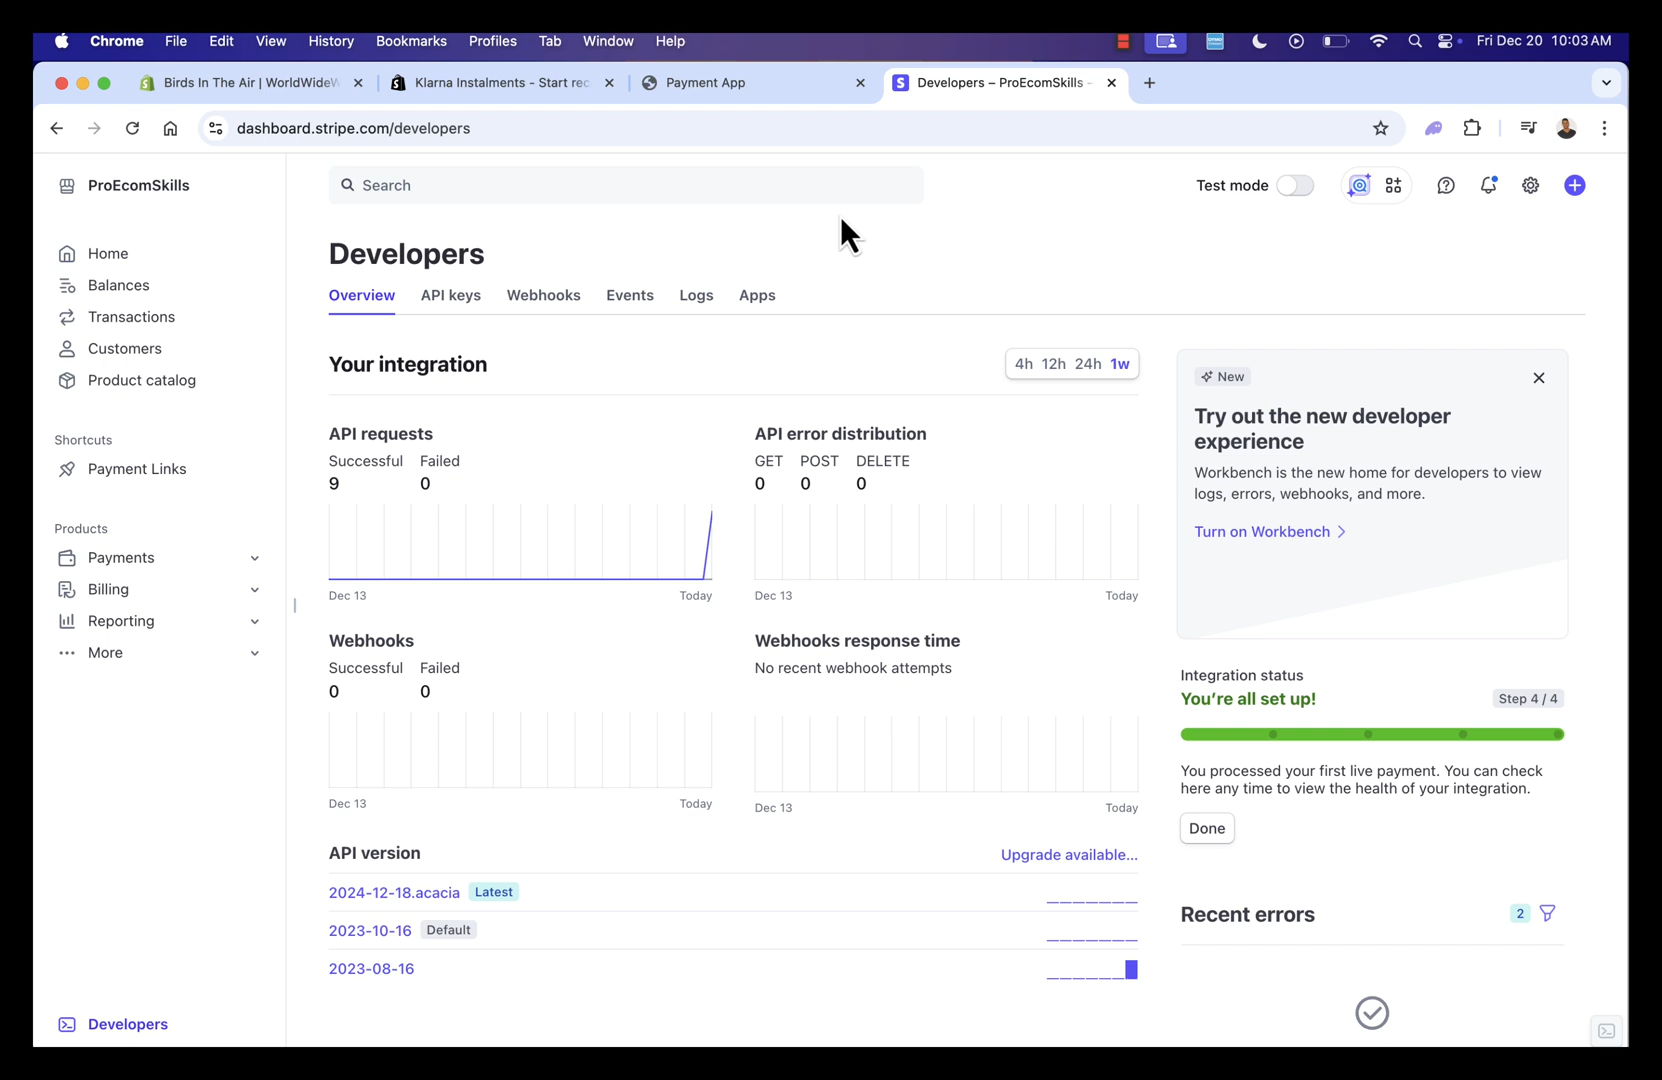 Chrome File Edit View History Bookmarks Profiles Tab Window Help Fri Dec 20 10:03 AM
Birds In The Air | WorldWideW Klarna Instalments - Start rec Payment App Developers – ProEcomSkills –
dashboard.stripe.com/developers
ProEcomSkills
Search
Test mode
Home
Balances
Transactions
Customers
Product catalog
Shortcuts
Payment Links
Products
Payments
Billing
Reporting
More
Developers
Developers
Overview API keys Webhooks Events Logs Apps
Your integration
4h 12h 24h 1w
API requests
Successful Failed
9 0
Dec 13 Today
API error distribution
GET POST DELETE
0 0 0
Dec 13 Today
Webhooks
Successful Failed
0 0
Dec 13 Today
Webhooks response time
No recent webhook attempts
Dec 13 Today
API version
Upgrade available...
2024-12-18.acacia Latest
2023-10-16 Default
2023-08-16
New
Try out the new developer
experience
Workbench is the new home for developers to view
logs, errors, webhooks, and more.
Turn on Workbench
Integration status
You're all set up! Step 4 / 4
You processed your first live payment. You can check
here any time to view the health of your integration.
Done
Recent errors 2